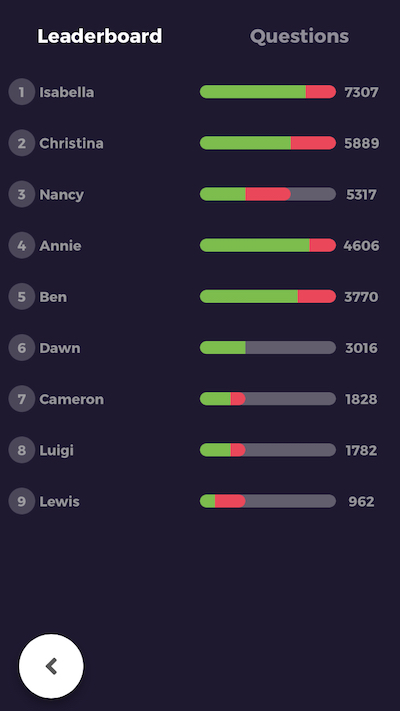 Leaderboard Questions
1 Isabella 7307
2 Christina 5889
3 Nancy 5317
4 Annie 4606
5 Ben 3770
6 Dawn 3016
7 Cameron 1828
8 Luigi 1782
9 Lewis 962